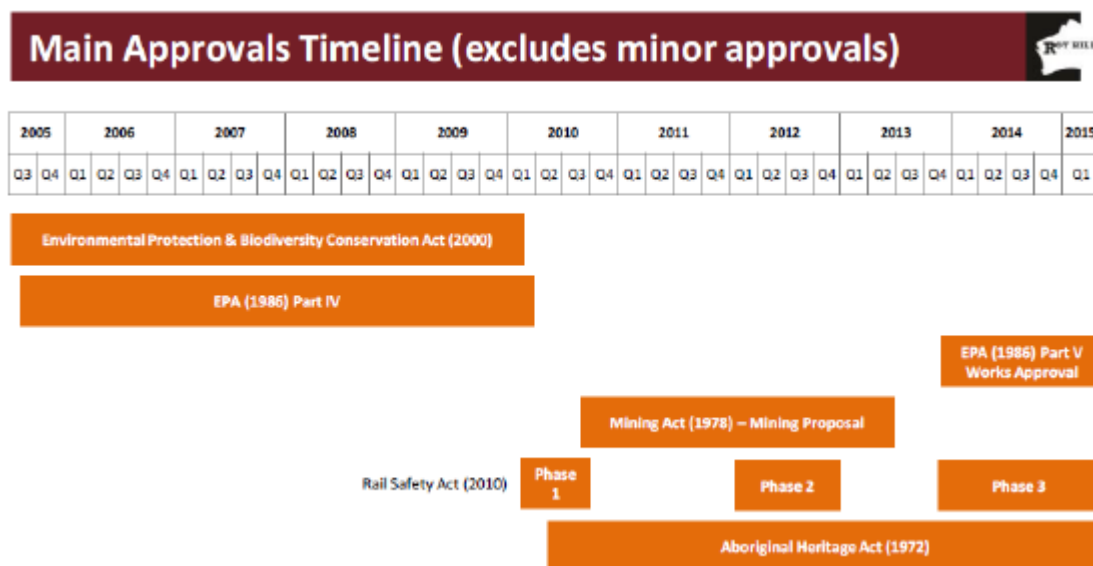 Main Approvals Timeline (excludes minor approvals)
ROY HILL
2005 2006 2007 2008 2009 2010 2011 2012 2013 2014 2015
Q3 Q4 Q1 Q2 Q3 Q4 Q1 Q2 Q3 Q4 Q1 Q2 Q3 Q4 Q1 Q2 Q3 Q4 Q1 Q2 Q3 Q4 Q1 Q2 Q3 Q4 Q1 Q2 Q3 Q4 Q1 Q2 Q3 Q4 Q1 Q2 Q3 Q4 Q1
Environmental Protection & Biodiversity Conservation Act (2000)
EPA (1986) Part IV
EPA (1986) Part V
Works Approval
Mining Act (1978) – Mining Proposal
Rail Safety Act (2010)
Phase
1
Phase 2
Phase 3
Aboriginal Heritage Act (1972)